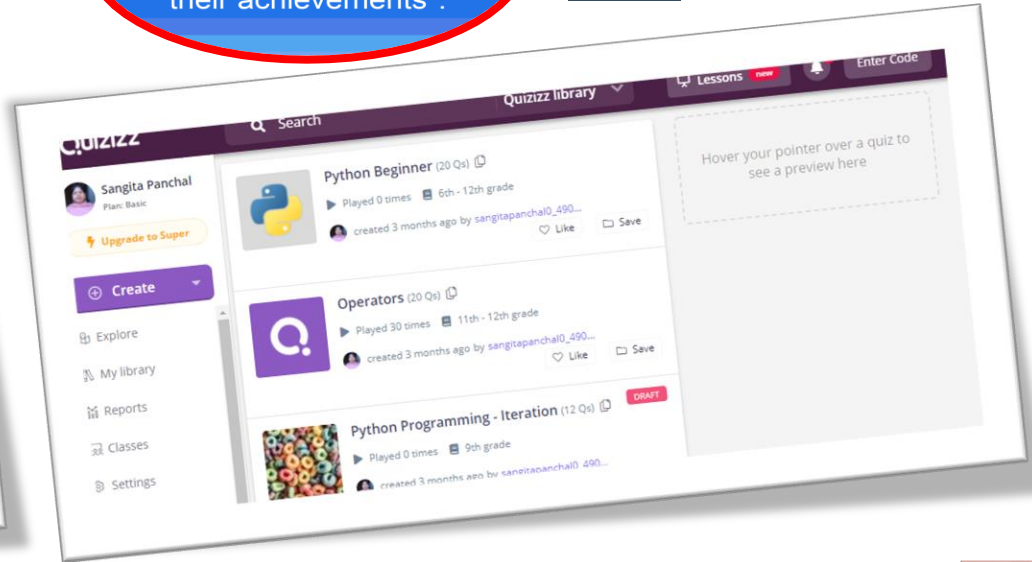 their achievements".
Quizizz
Search
Quizizz library
Lessons new
Enter Code
Sangita Panchal
Plan: Basic
Upgrade to Super
Create
Explore
My library
Reports
Classes
Settings
Python Beginner (20 Qs)
Played 0 times 6th - 12th grade
created 3 months ago by sangitapanchal0_490...
Like Save
Operators (20 Qs)
Played 30 times 11th - 12th grade
created 3 months ago by sangitapanchal0_490...
Like Save
Python Programming - Iteration (12 Qs) DRAFT
Played 0 times 9th grade
created 3 months ago by sangitapanchal0_490...
Hover your pointer over a quiz to
see a preview here